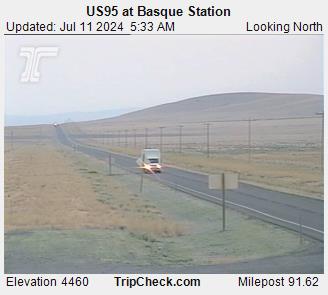 US95 at Basque Station
Updated: Jul 11 2024 5:33 AM Looking North
Elevation 4460 TripCheck.com Milepost 91.62